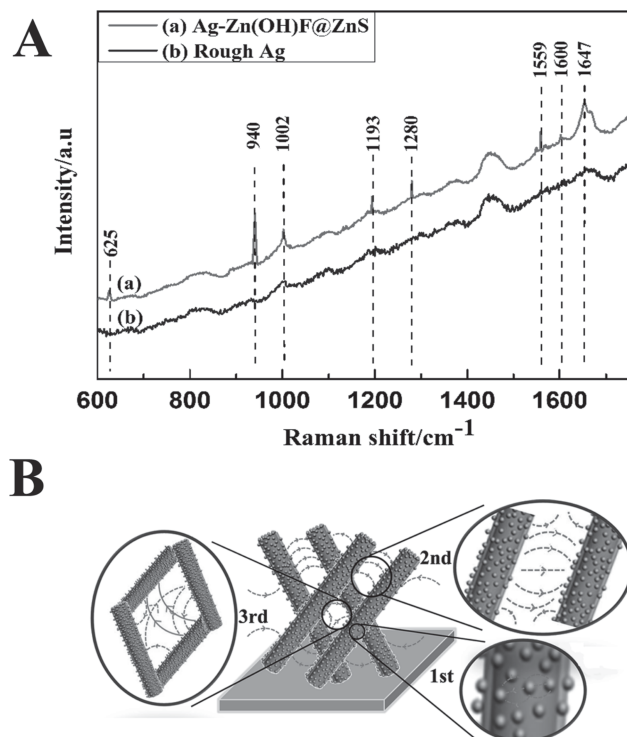 A
(a) Ag-Zn(OH)F@ZnS
(b) Rough Ag
625
940
1002
1193
1280
1559
1600
1647
(a)
(b)
Intensity/a.u
600 800 1000 1200 1400 1600
Raman shift/cm-1
B
2nd
3rd
1st